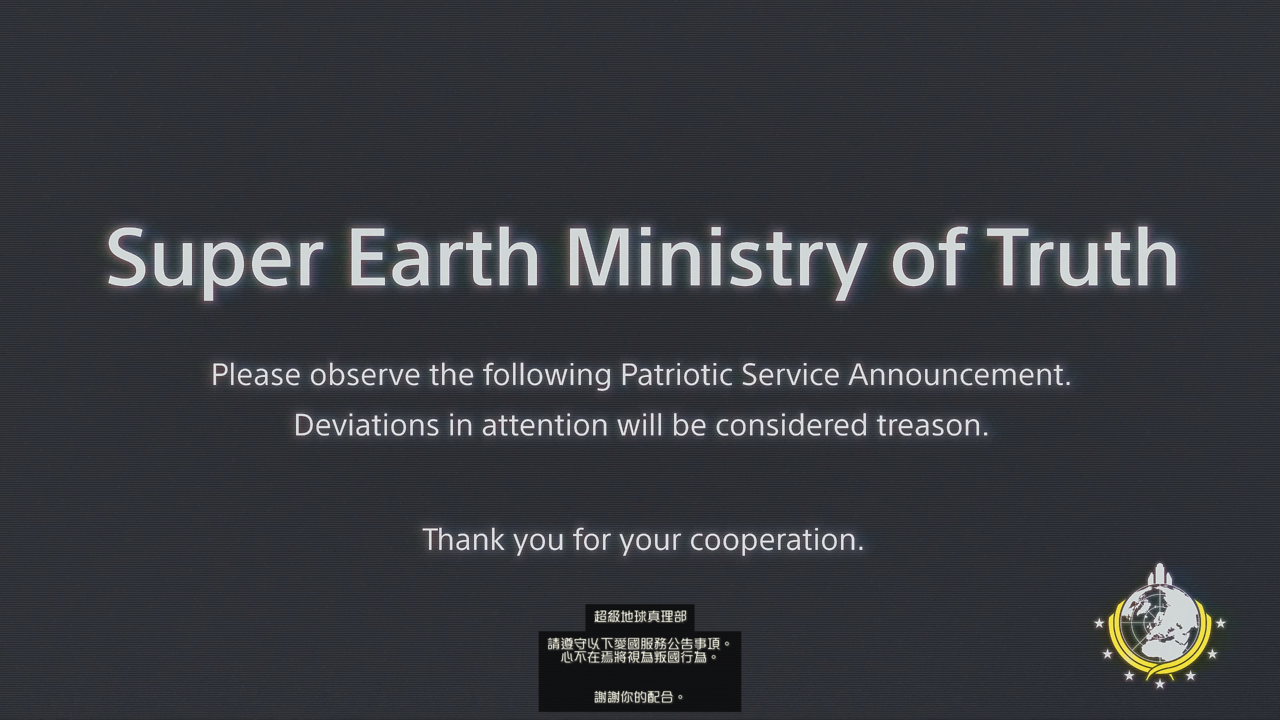 Super Earth Ministry of Truth
Please observe the following Patriotic Service Announcement.
Deviations in attention will be considered treason.
Thank you for your cooperation.
超級地球真理部
請遵守以下愛國服務公告事項。
心不在焉將視為叛國行為。
謝謝你的配合。